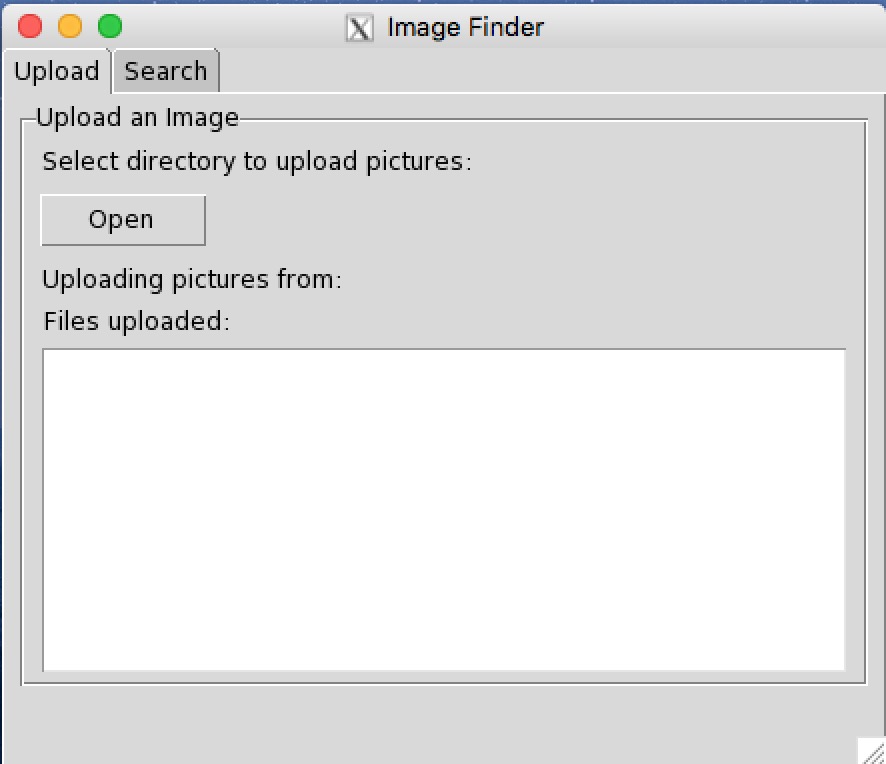 Image Finder
Upload Search
Upload an Image
Select directory to upload pictures:
Open
Uploading pictures from:
Files uploaded: